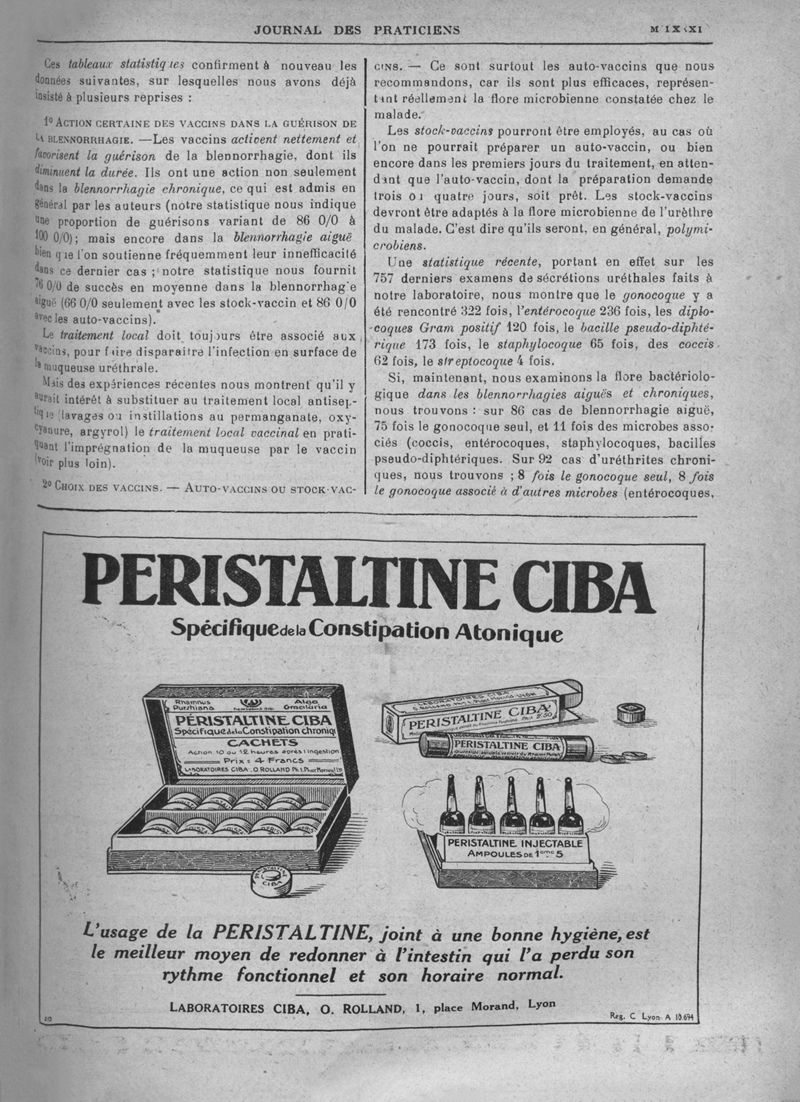 JOURNAL DES PRATICIENS
Ces tableaux statistiques confirment à nouveau les
données suivantes, sur lesquelles nous avons déjà
insisté à plusieurs reprises :
1º ACTION CERTAINE DES VACCINS DANS LA GUÉRISON DE
LA BLENNORRHAGIE. —Les vaccins activent nettement et
favorisent la guérison de la blennorrhagie, dont ils
diminuent la durée. Ils ont une action non seulement
dans la blennorrhagie chronique, ce qui est admis en
général par les auteurs (notre statistique nous indique
une proportion de guérisons variant de 86 0/0 à
100 0/0) ; mais encore dans la blennorrhagie aiguë
bien que l'on soutienne fréquemment leur inefficacité
dans ce dernier cas ; notre statistique nous fournit
76 0/0 de succès en moyenne dans la blennorrhagie
aiguë (66 0/0 seulement avec les stock-vaccin et 86 0/0
avec les auto-vaccins).
Le traitement local doit toujours être associé aux
vaccins, pour faire disparaître l'infection en surface de
la muqueuse uréthrale.
Mais des expériences récentes nous montrent qu'il y
aurait intérêt à substituer au traitement local antisep-
tique (lavages ou instillations au permanganate, oxy-
cyanure, argyrol) le traitement local vaccinal en prati-
quant l'imprégnation de la muqueuse par le vaccin
(voir plus loin).
2º CHOIX DES VACCINS. — AUTO-VACCINS OU STOCK-VAC-
CINS. — Ce sont surtout les auto-vaccins que nous
recommandons, car ils sont plus efficaces, représen-
tant réellement la flore microbienne constatée chez le
malade.
Les stock-vaccins pourront être employés, au cas où
l'on ne pourrait préparer un auto-vaccin, ou bien
encore dans les premiers jours du traitement, en atten-
dant que l'auto-vaccin, dont la préparation demande
trois ou quatre jours, soit prêt. Les stock-vaccins
devront être adaptés à la flore microbienne de l'urèthre
du malade. C'est dire qu'ils seront, en général, polymi-
crobiens.
Une statistique récente, portant en effet sur les
757 derniers examens de sécrétions uréthales faits à
notre laboratoire, nous montre que le gonocoque y a
été rencontré 322 fois, l'entérocoque 236 fois, les diplo-
coques Gram positif 120 fois, le bacille pseudo-diphté-
rique 173 fois, le staphylocoque 65 fois, des coccis
62 fois, le streptocoque 4 fois.
Si, maintenant, nous examinons la flore bactériolo-
gique dans les blennorrhagies aiguës et chroniques,
nous trouvons : sur 86 cas de blennorrhagie aiguë,
75 fois le gonocoque seul, et 11 fois des microbes asso-
ciés (coccis, entérocoques, staphylocoques, bacilles
pseudo-diphtériques. Sur 92 cas d'uréthrites chroni-
ques, nous trouvons ; 8 fois le gonocoque seul, 8 fois
le gonocoque associé à d'autres microbes (entérocoques,
PERISTALTINE CIBA
Spécifique de la Constipation Atonique
Rhamnus Purshiana
PÉRISTALTINE CIBA
Spécifique de la Constipation chroniq
CACHETS
Action 10 ou 12 heures après l'ingestion
Prix : 4 Francs
LABORATOIRES CIBA. O ROLLAND
LABORATOIRES CIBA
PERISTALTINE CIBA
PERISTALTINE CIBA
PERISTALTINE INJECTABLE
AMPOULES DE 1cmc 5
PERISTALTINE
CIBA
L'usage de la PERISTALTINE, joint à une bonne hygiène, est
le meilleur moyen de redonner à l'intestin qui l'a perdu son
rythme fonctionnel et son horaire normal.
LABORATOIRES CIBA, O. ROLLAND, 1, place Morand, Lyon
Reg. C Lyon A 10.694